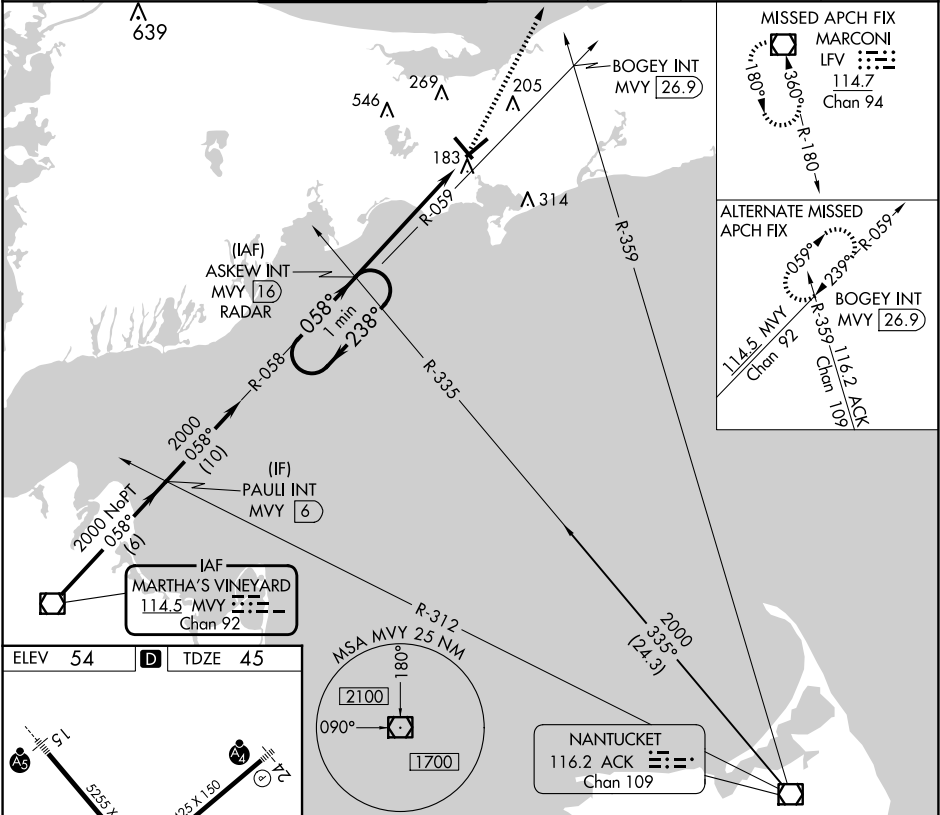 639
546
269
205
183
314
BOGEY INT
MVY 26.9
R-059
(IAF)
ASKEW INT
MVY 16
RADAR
058°
1 min
238°
R-058
R-335
R-359
2000
058°
(10)
(IF)
PAULI INT
MVY 6
2000 NoPT
058°
(6)
IAF
MARTHA'S VINEYARD
114.5 MVY
Chan 92
R-312
2000
335°
(24.3)
NANTUCKET
116.2 ACK
Chan 109
MSA MVY 25 NM
180°
2100
090°
1700
MISSED APCH FIX
MARCONI
LFV
114.7
Chan 94
180°
360°
R-180
ALTERNATE MISSED
APCH FIX
059°
239°
R-059
BOGEY INT
MVY 26.9
114.5 MVY
Chan 92
R-359
116.2 ACK
Chan 109
ELEV 54
D
TDZE 45
A5
15
5255 X
A4
24
P
25 X 150